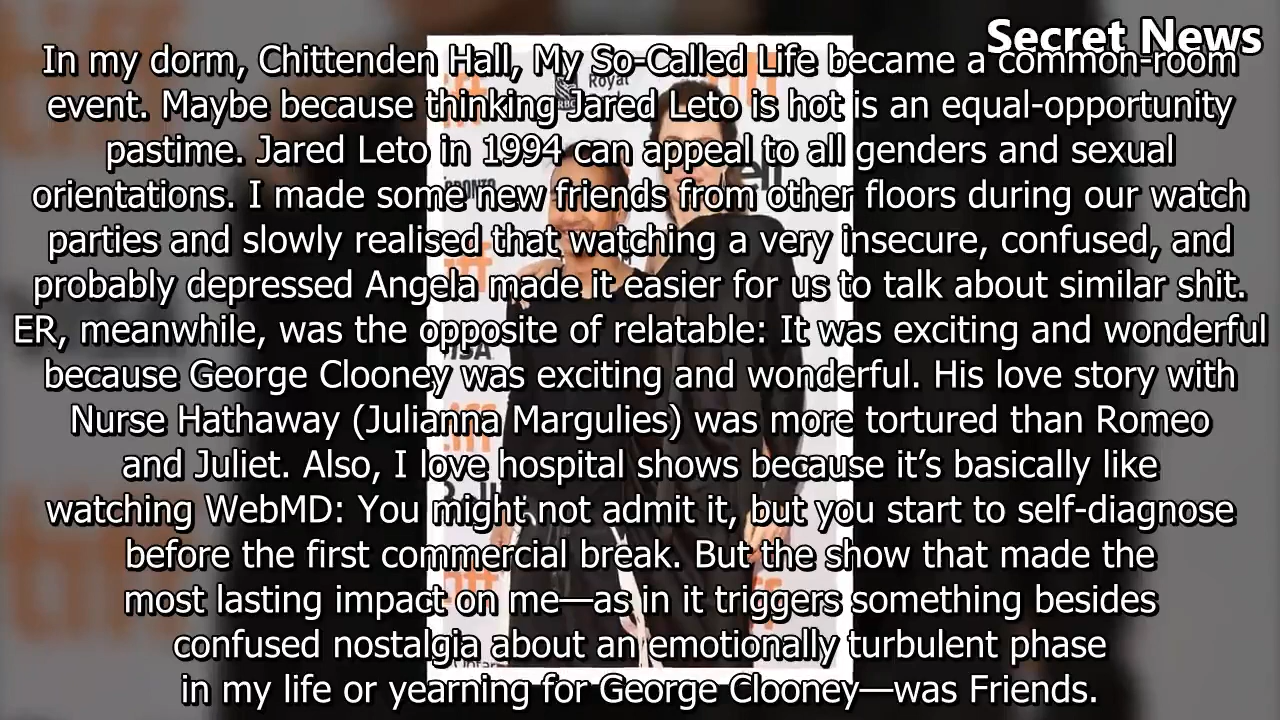 Secret News
In my dorm, Chittenden Hall, My So-Called Life became a common-room
event. Maybe because thinking Jared Leto is hot is an equal-opportunity
pastime. Jared Leto in 1994 can appeal to all genders and sexual
orientations. I made some new friends from other floors during our watch
parties and slowly realised that watching a very insecure, confused, and
probably depressed Angela made it easier for us to talk about similar shit.
ER, meanwhile, was the opposite of relatable: It was exciting and wonderful
because George Clooney was exciting and wonderful. His love story with
Nurse Hathaway (Julianna Margulies) was more tortured than Romeo
and Juliet. Also, I love hospital shows because it’s basically like
watching WebMD: You might not admit it, but you start to self-diagnose
before the first commercial break. But the show that made the
most lasting impact on me—as in it triggers something besides
confused nostalgia about an emotionally turbulent phase
in my life or yearning for George Clooney—was Friends.
Royal
tiff